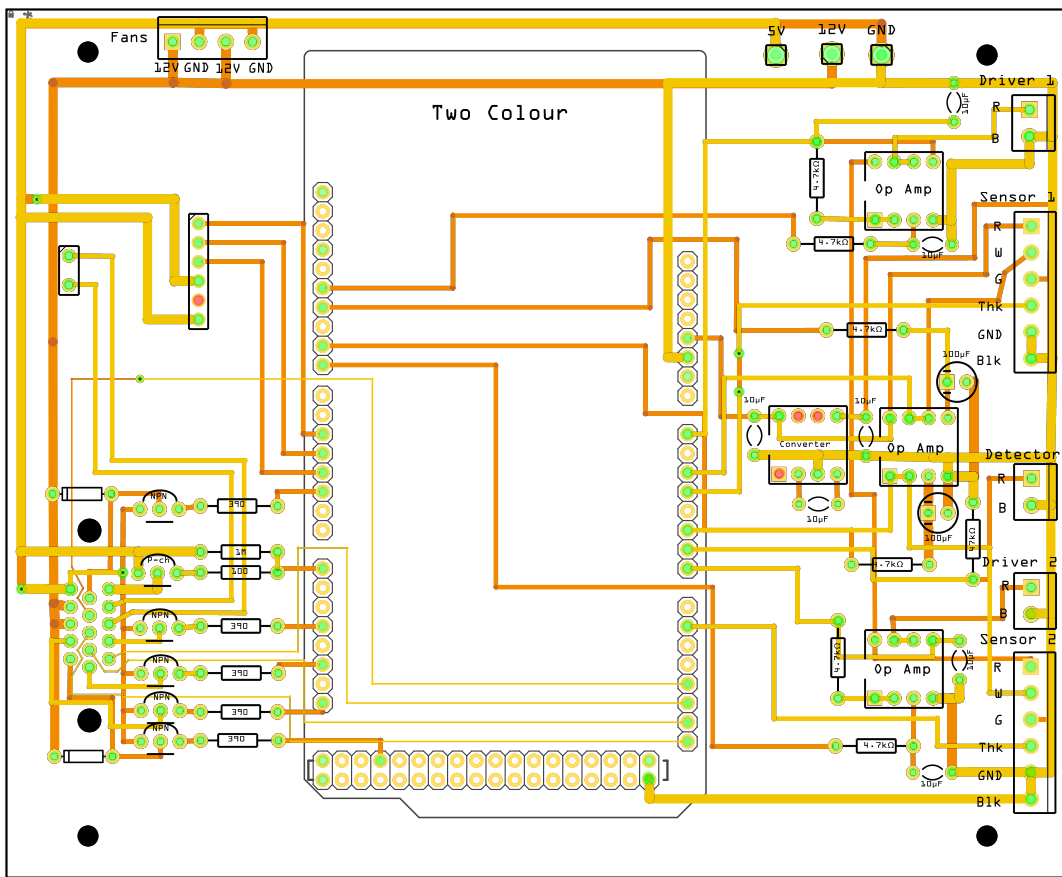 Fans
12V GND 12V GND
5V 12V GND
Two Colour
Driver 1
R
B
10µF
4.7kΩ
Op Amp
4.7kΩ
10µF
Sensor 1
R
W
G
Thk
GND
Blk
4.7kΩ
100µF
10µF
10µF
Converter
Op Amp
10µF
100µF
47kΩ
4.7kΩ
Detector
R
B
Driver 2
R
B
Sensor 2
R
W
G
Thk
GND
Blk
4.7kΩ
Op Amp
10µF
4.7kΩ
10µF
NPN
390
1M
P-ch
100
NPN
390
NPN
390
NPN
390
NPN
390